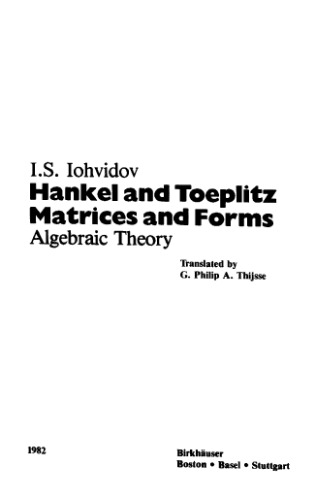 I.S. Iohvidov
Hankel and Toeplitz
Matrices and Forms
Algebraic Theory
Translated by
G. Philip A. Thijsse
1982
Birkhäuser
Boston • Basel • Stuttgart